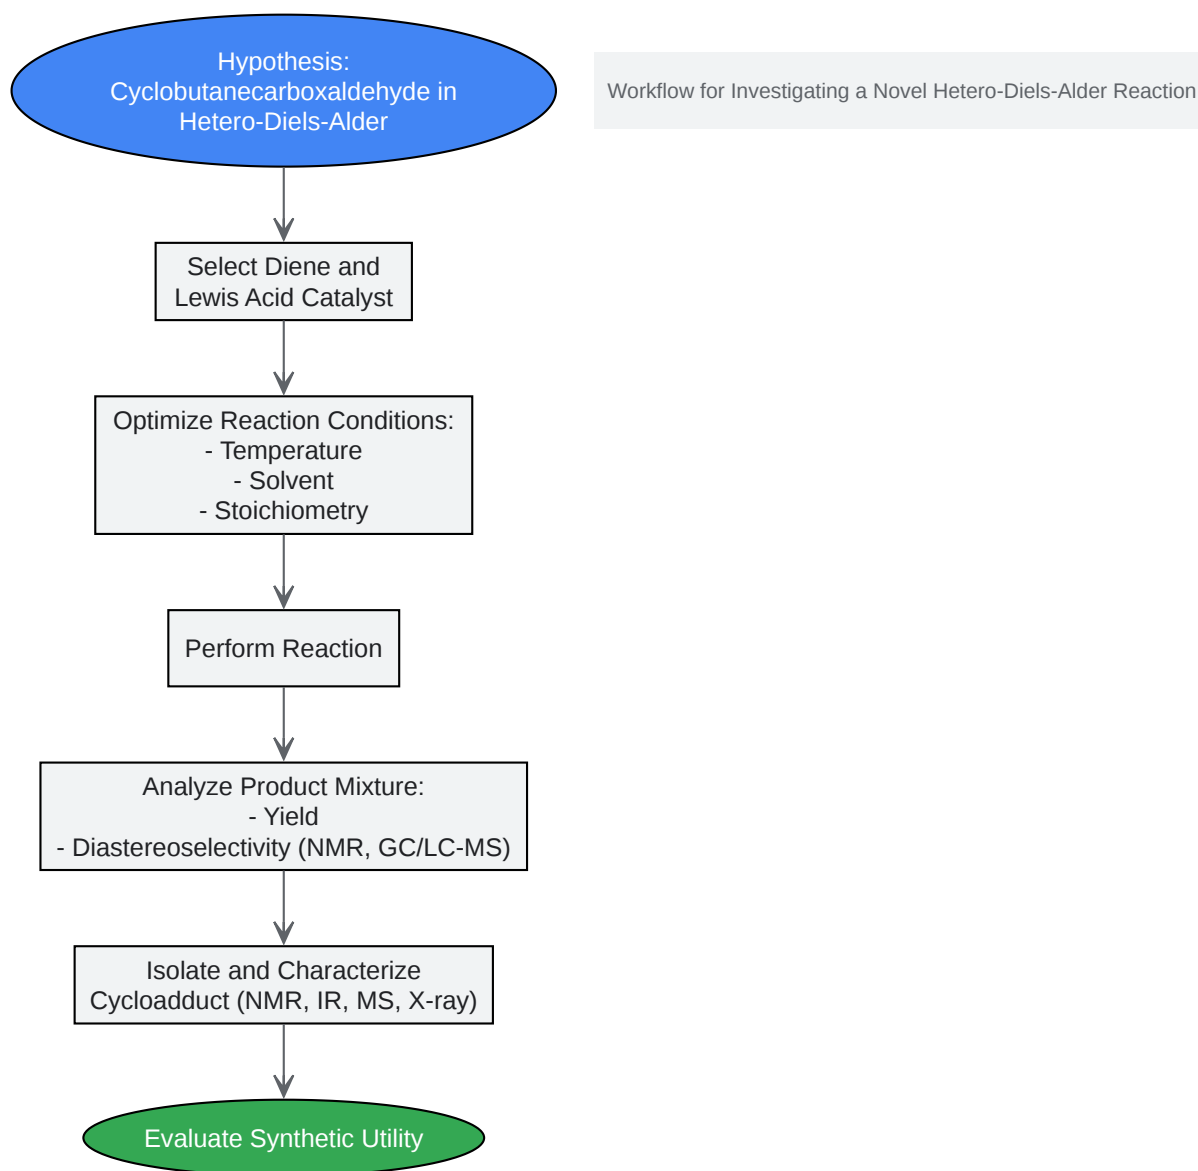 Hypothesis:
Cyclobutanecarboxaldehyde in
Hetero-Diels-Alder
Workflow for Investigating a Novel Hetero-Diels-Alder Reaction
Select Diene and
Lewis Acid Catalyst
Optimize Reaction Conditions:
- Temperature
- Solvent
- Stoichiometry
Perform Reaction
Analyze Product Mixture:
- Yield
- Diastereoselectivity (NMR, GC/LC-MS)
Isolate and Characterize
Cycloadduct (NMR, IR, MS, X-ray)
Evaluate Synthetic Utility